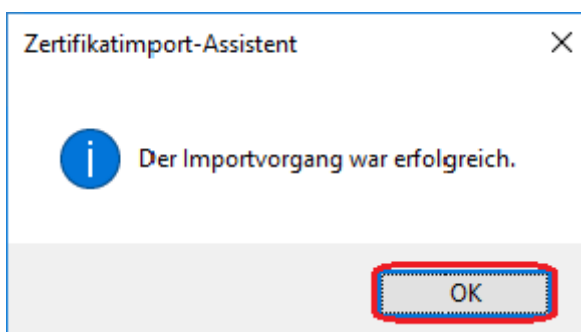 Zertifikatimport-Assistent
Der Importvorgang war erfolgreich.
OK